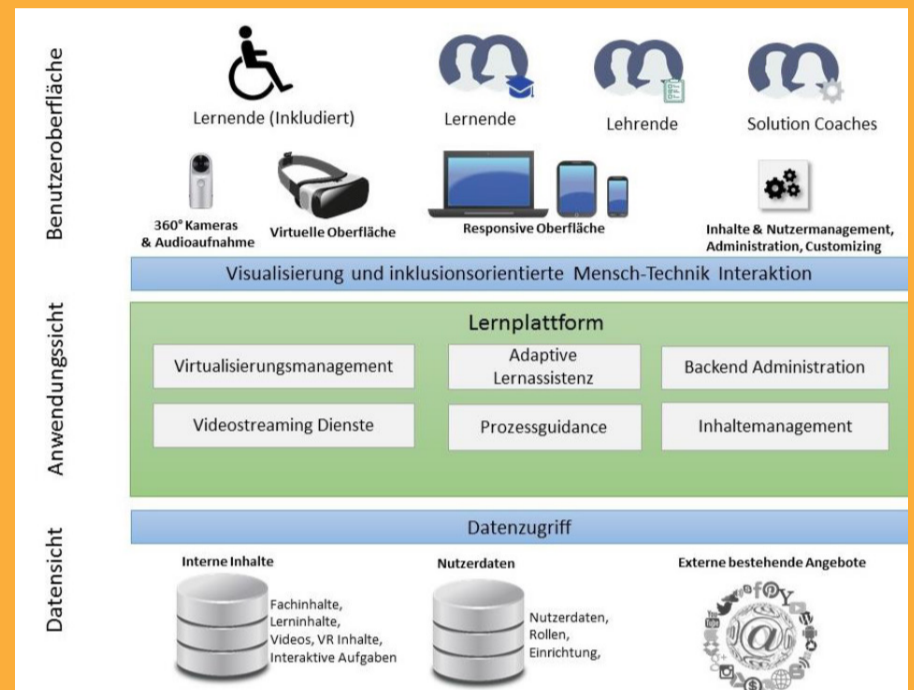 Benutzeroberfläche
Lernende (Inkludiert)
Lernende
Lehrende
Solution Coaches
360° Kameras
& Audioaufnahme
Virtuelle Oberfläche
Responsive Oberfläche
Inhalte & Nutzermanagement,
Administration, Customizing
Visualisierung und inklusionsorientierte Mensch-Technik Interaktion
Anwendungssicht
Lernplattform
Virtualisierungsmanagement
Adaptive
Lernassistenz
Backend Administration
Videostreaming Dienste
Prozessguidance
Inhaltemanagement
Datensicht
Datenzugriff
Interne Inhalte
Fachinhalte,
Lerninhalte,
Videos, VR Inhalte,
Interaktive Aufgaben
Nutzerdaten
Nutzerdaten,
Rollen,
Einrichtung,
Externe bestehende Angebote
@